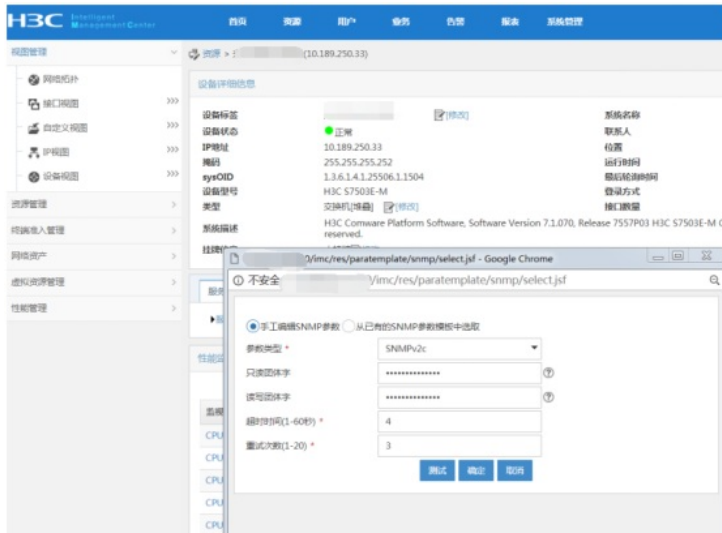 H3C Intelligent Management Center
首页 资源 用户 业务 告警 报表 系统管理
视图管理
资源 > (10.189.250.33)
网络拓扑
接口视图 >>>
自定义视图 >>>
IP视图 >>>
设备视图 >>>
资源管理 >
终端准入管理 >
网络资产 >
虚拟资源管理 >
性能管理 >
设备详细信息
设备标签 [修改] 系统名称
设备状态 正常 联系人
IP地址 10.189.250.33 位置
掩码 255.255.255.252 运行时间
sysOID 1.3.6.1.4.1.25506.1.1504 最后轮询时间
设备型号 H3C S7503E-M 登录方式
类型 交换机[堆叠] [修改] 接口数量
系统描述 H3C Comware Platform Software, Software Version 7.1.070, Release 7557P03 H3C S7503E-M
reserved.
0/imc/res/paratemplate/snmp/select.jsf - Google Chrome
不安全 /imc/res/paratemplate/snmp/select.jsf
手工编辑SNMP参数 从已有的SNMP参数模板中选取
参数类型 * SNMPv2c
只读团体字 ••••••••••••••
读写团体字 ••••••••••••••
超时时间(1-60秒) * 4
重试次数(1-20) * 3
测试 确定 取消
CPU
CPU
CPU
CPU
CPU